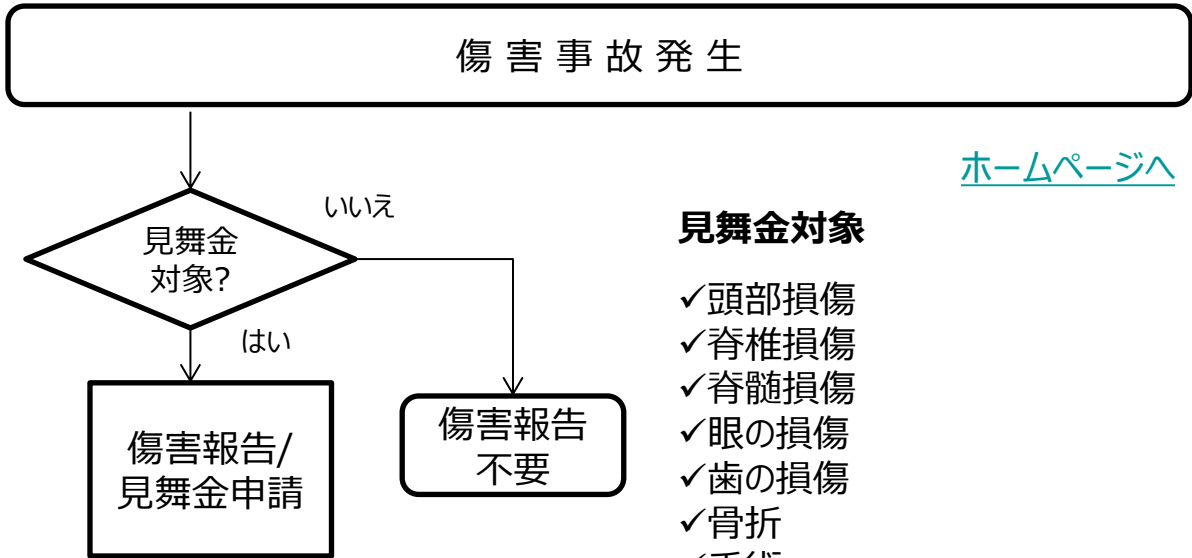 傷 害 事 故 発 生
ホームページへ
いいえ
見舞金
対象?
はい
傷害報告/
見舞金申請
傷害報告
不要
見舞金対象
✓頭部損傷
✓脊椎損傷
✓脊髄損傷
✓眼の損傷
✓歯の損傷
✓骨折